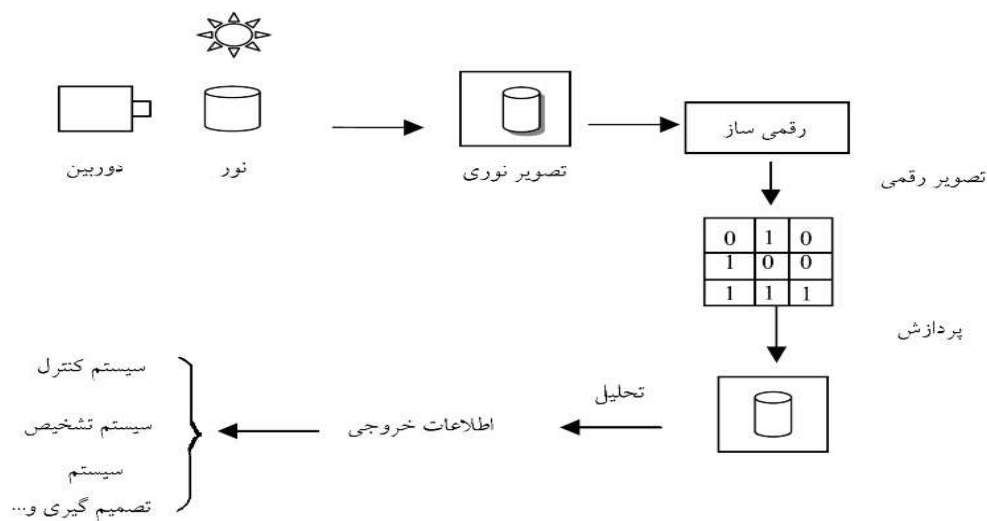 دوربین
نور
تصویر نوری
رقمی ساز
تصویر رقمی
0 1 0
1 0 0
1 1 1
پردازش
تحلیل
اطلاعات خروجی
سیستم کنترل
سیستم تشخیص
سیستم
تصمیم گیری و...